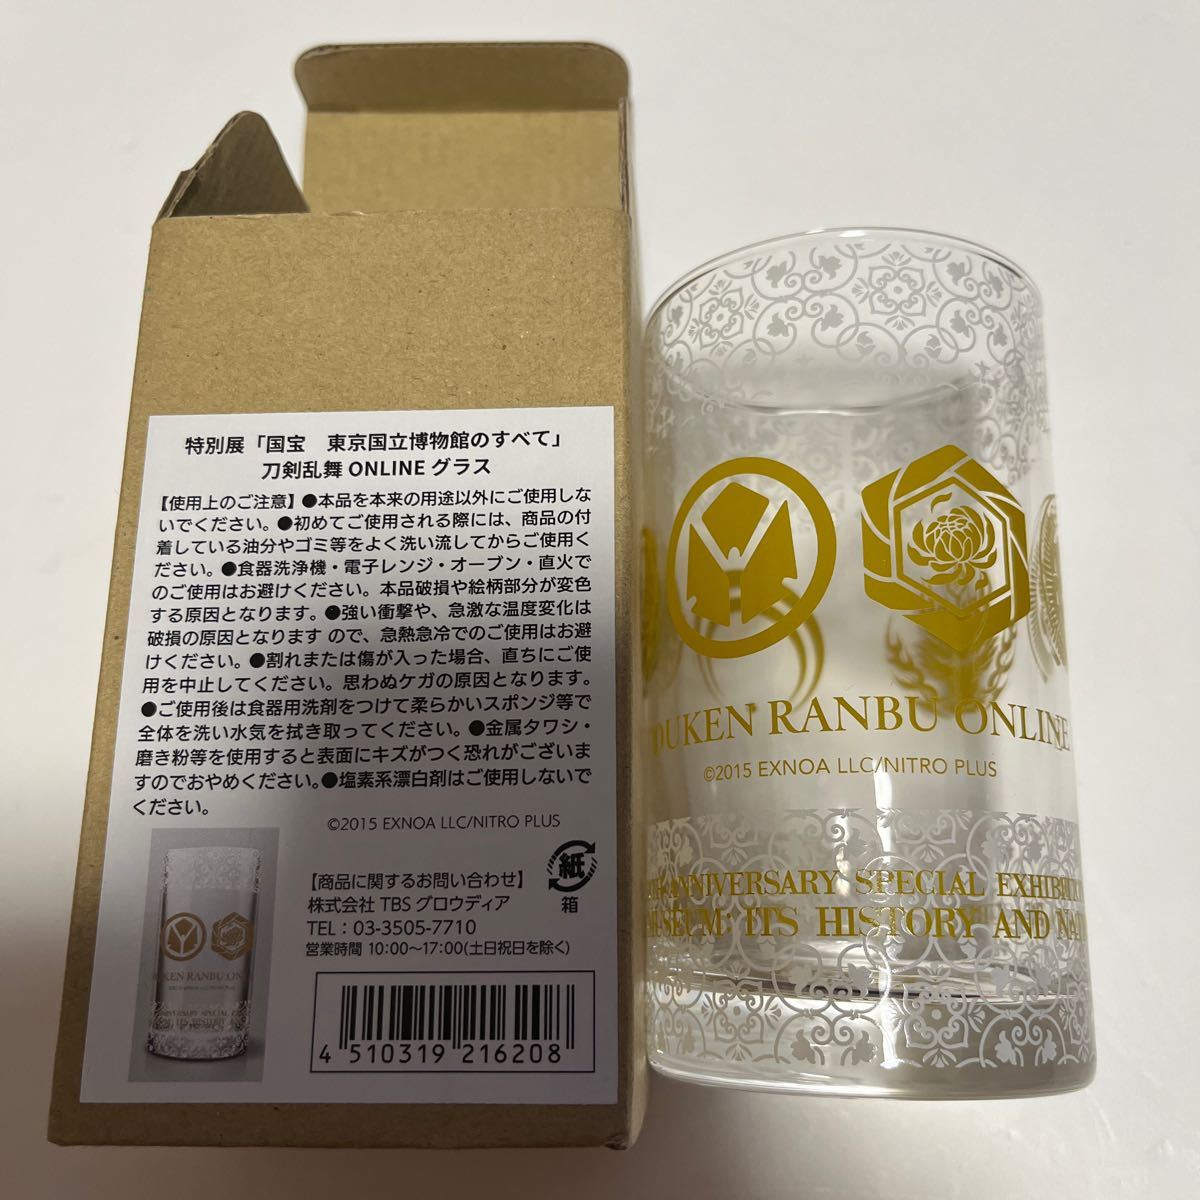 特別展「国宝　東京国立博物館のすべて」
刀剣乱舞ONLINE グラス
【使用上のご注意】●本品を本来の用途以外にご使用しな
いでください。●初めてご使用される際には、商品の付
着している油分やゴミ等をよく洗い流してからご使用く
ださい。●食器洗浄機・電子レンジ・オーブン・直火で
のご使用はお避けください。本品破損や絵柄部分が変色
する原因となります。●強い衝撃や、急激な温度変化は
破損の原因となります ので、急熱急冷でのご使用はお避
けください。●割れまたは傷が入った場合、直ちにご使
用を中止してください。思わぬケガの原因となります。
●ご使用後は食器用洗剤をつけて柔らかいスポンジ等で
全体を洗い水気を拭き取ってください。●金属タワシ・
磨き粉等を使用すると表面にキズがつく恐れがございま
すのでおやめください。●塩素系漂白剤はご使用しないで
ください。
©2015 EXNOA LLC/NITRO PLUS
紙
箱
【商品に関するお問い合わせ】
株式会社 TBS グロウディア
TEL：03-3505-7710
営業時間 10:00〜17:00(土日祝日を除く)
4 510319 216208
OUKEN RANBU ON
OUKEN RANBU ONLINE
©2015 EXNOA LLC/NITRO PLUS
ANNIVERSARY SPECIAL EXHIBITI
MUSEUM: ITS HISTORY AND NAT